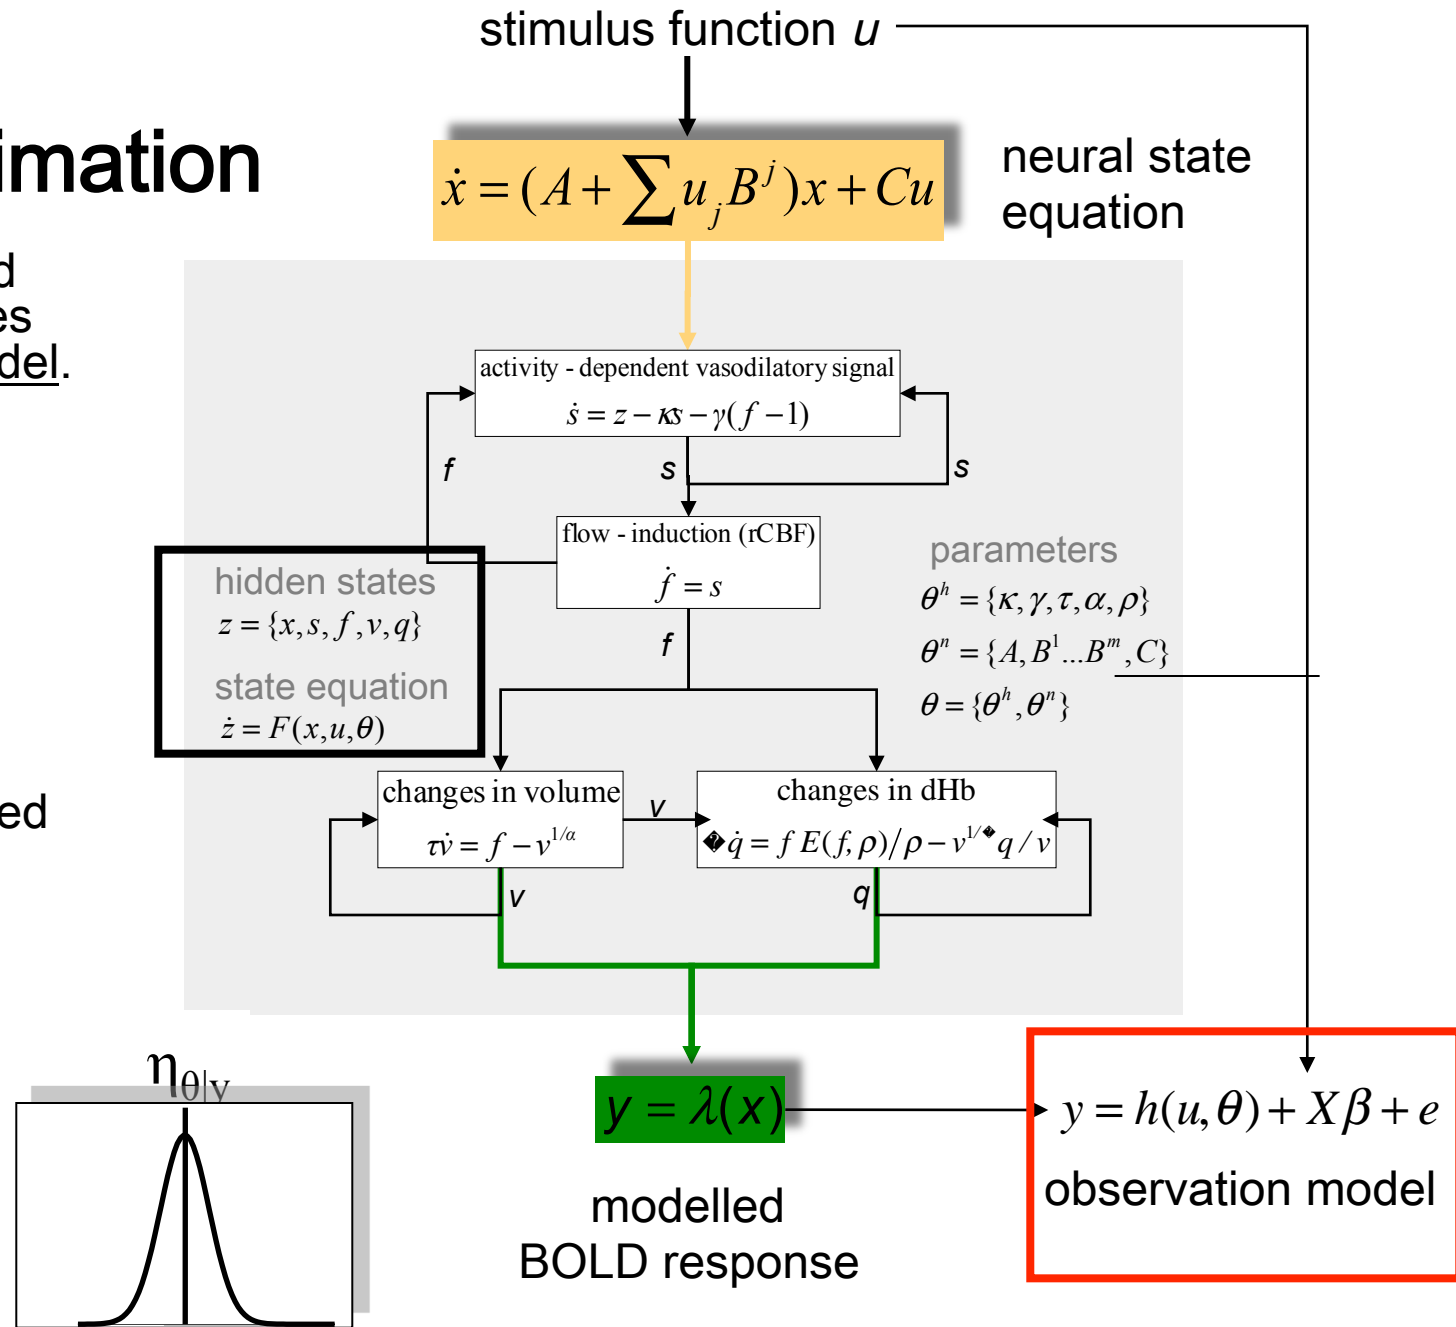 stimulus function u
imation
ẋ = (A + ∑ u_j B^j)x + Cu
neural state
equation
d
es
del.
activity - dependent vasodilatory signal
ṡ = z − κs − γ(f − 1)
f
s
s
flow - induction (rCBF)
ḟ = s
f
hidden states
z = {x, s, f, v, q}
state equation
ż = F(x, u, θ)
parameters
θ^h = {κ, γ, τ, α, ρ}
θ^n = {A, B^1...B^m, C}
θ = {θ^h, θ^n}
changes in volume
τv̇ = f − v^{1/α}
v
changes in dHb
�q̇ = f E(f, ρ)/ρ − v^{1/�} q / v
ed
v
q
η_{θ|y}
y = λ(x)
modelled
BOLD response
y = h(u, θ) + Xβ + e
observation model